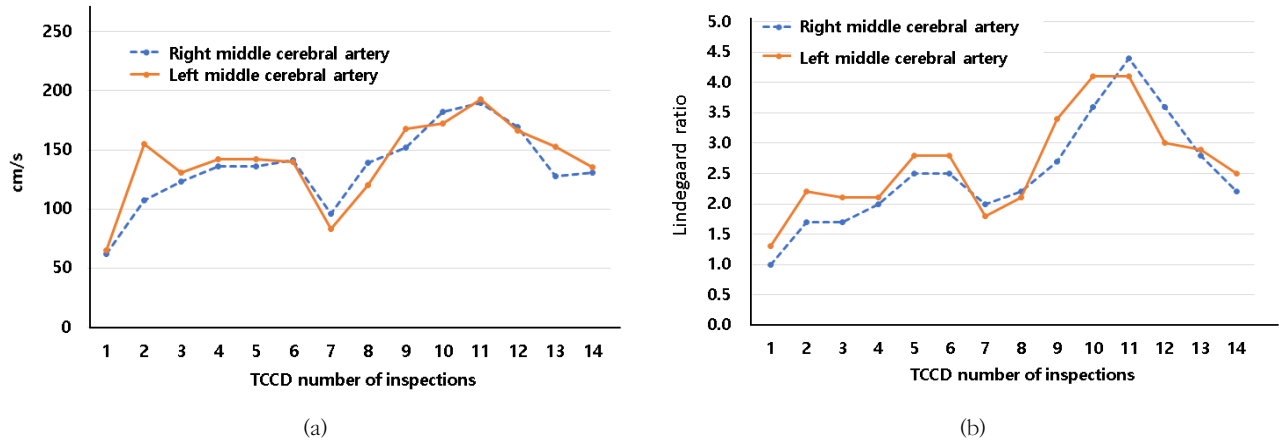 250
200
150
100
50
0
cm/s
Right middle cerebral artery
Left middle cerebral artery
1 2 3 4 5 6 7 8 9 10 11 12 13 14
TCCD number of inspections
(a)
5.0
4.5
4.0
3.5
3.0
2.5
2.0
1.5
1.0
0.5
0.0
Lindegaard ratio
Right middle cerebral artery
Left middle cerebral artery
1 2 3 4 5 6 7 8 9 10 11 12 13 14
TCCD number of inspections
(b)